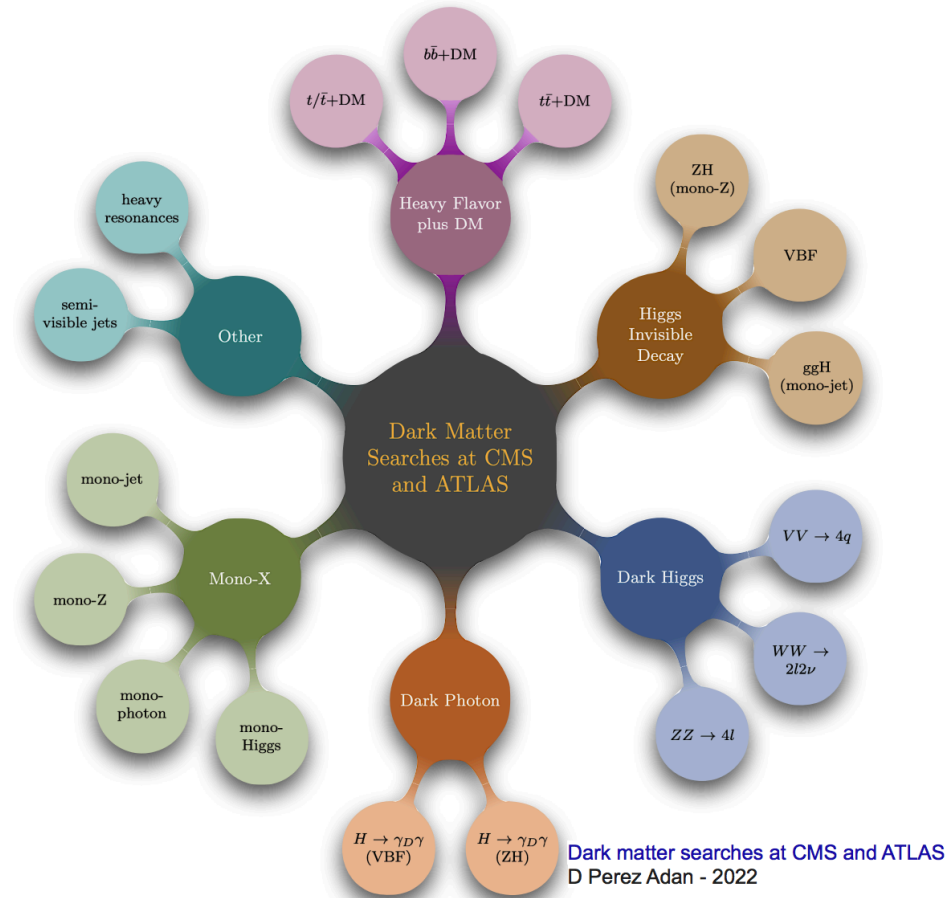 Dark Matter
Searches at CMS
and ATLAS
Heavy Flavor
plus DM
t/t̄+DM
bb̄+DM
tt̄+DM
Higgs
Invisible
Decay
ZH
(mono-Z)
VBF
ggH
(mono-jet)
Dark Higgs
VV → 4q
WW →
2l2ν
ZZ → 4l
Dark Photon
H → γ_Dγ
(ZH)
H → γ_Dγ
(VBF)
Mono-X
mono-
Higgs
mono-
photon
mono-Z
mono-jet
Other
semi-
visible jets
heavy
resonances
Dark matter searches at CMS and ATLAS
D Perez Adan - 2022